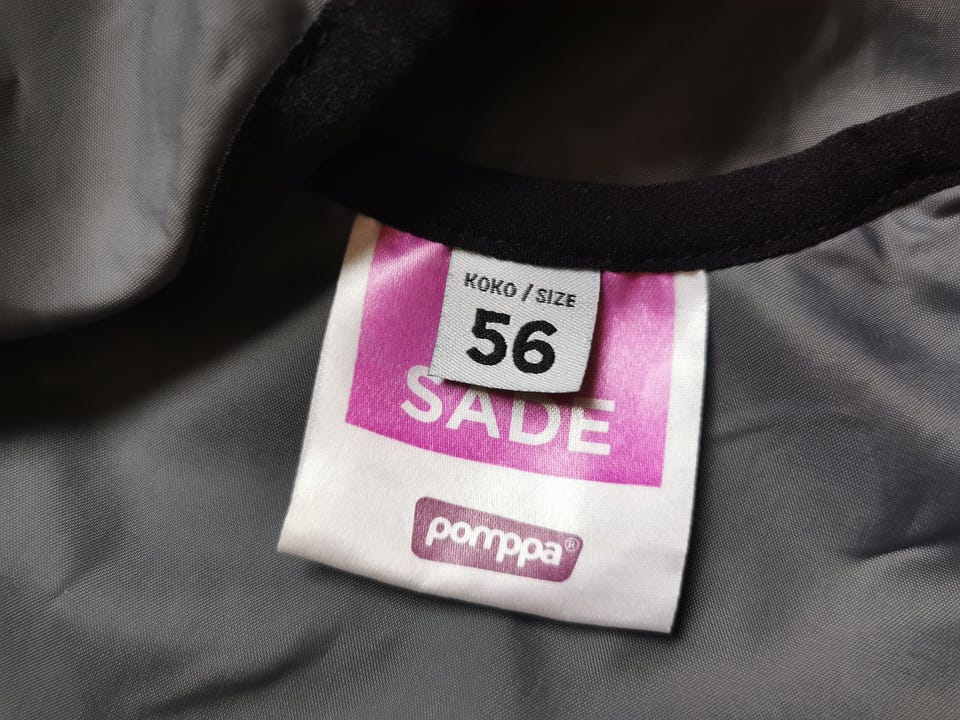 KOKO / SIZE
56
SADE
pomppa®